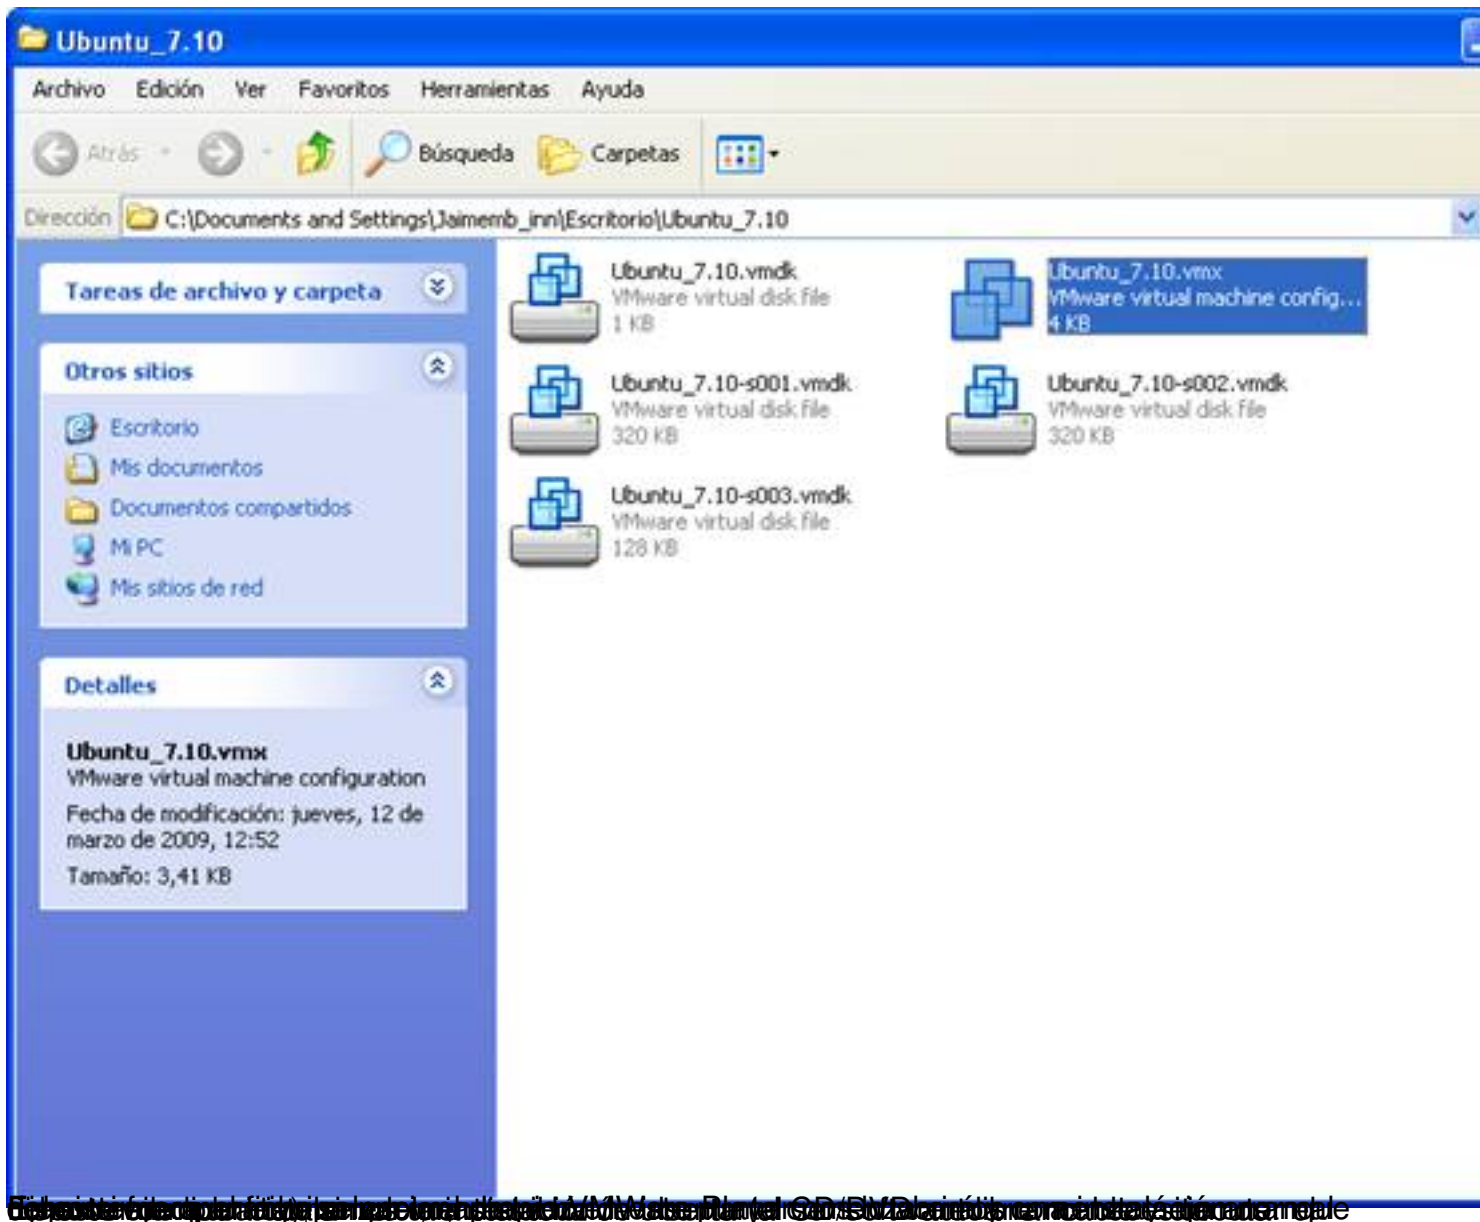 Ubuntu_7.10
Archivo Edición Ver Favoritos Herramientas Ayuda
Atrás Búsqueda Carpetas
Dirección C:\Documents and Settings\Jaimemb_inn\Escritorio\Ubuntu_7.10
Tareas de archivo y carpeta
Otros sitios
Escritorio
Mis documentos
Documentos compartidos
Mi PC
Mis sitios de red
Detalles
Ubuntu_7.10.vmx
VMware virtual machine configuration
Fecha de modificación: jueves, 12 de
marzo de 2009, 12:52
Tamaño: 3,41 KB
Ubuntu_7.10.vmdk
VMware virtual disk file
1 KB
Ubuntu_7.10.vmx
VMware virtual machine config...
4 KB
Ubuntu_7.10-s001.vmdk
VMware virtual disk file
320 KB
Ubuntu_7.10-s002.vmdk
VMware virtual disk file
320 KB
Ubuntu_7.10-s003.vmdk
VMware virtual disk file
128 KB